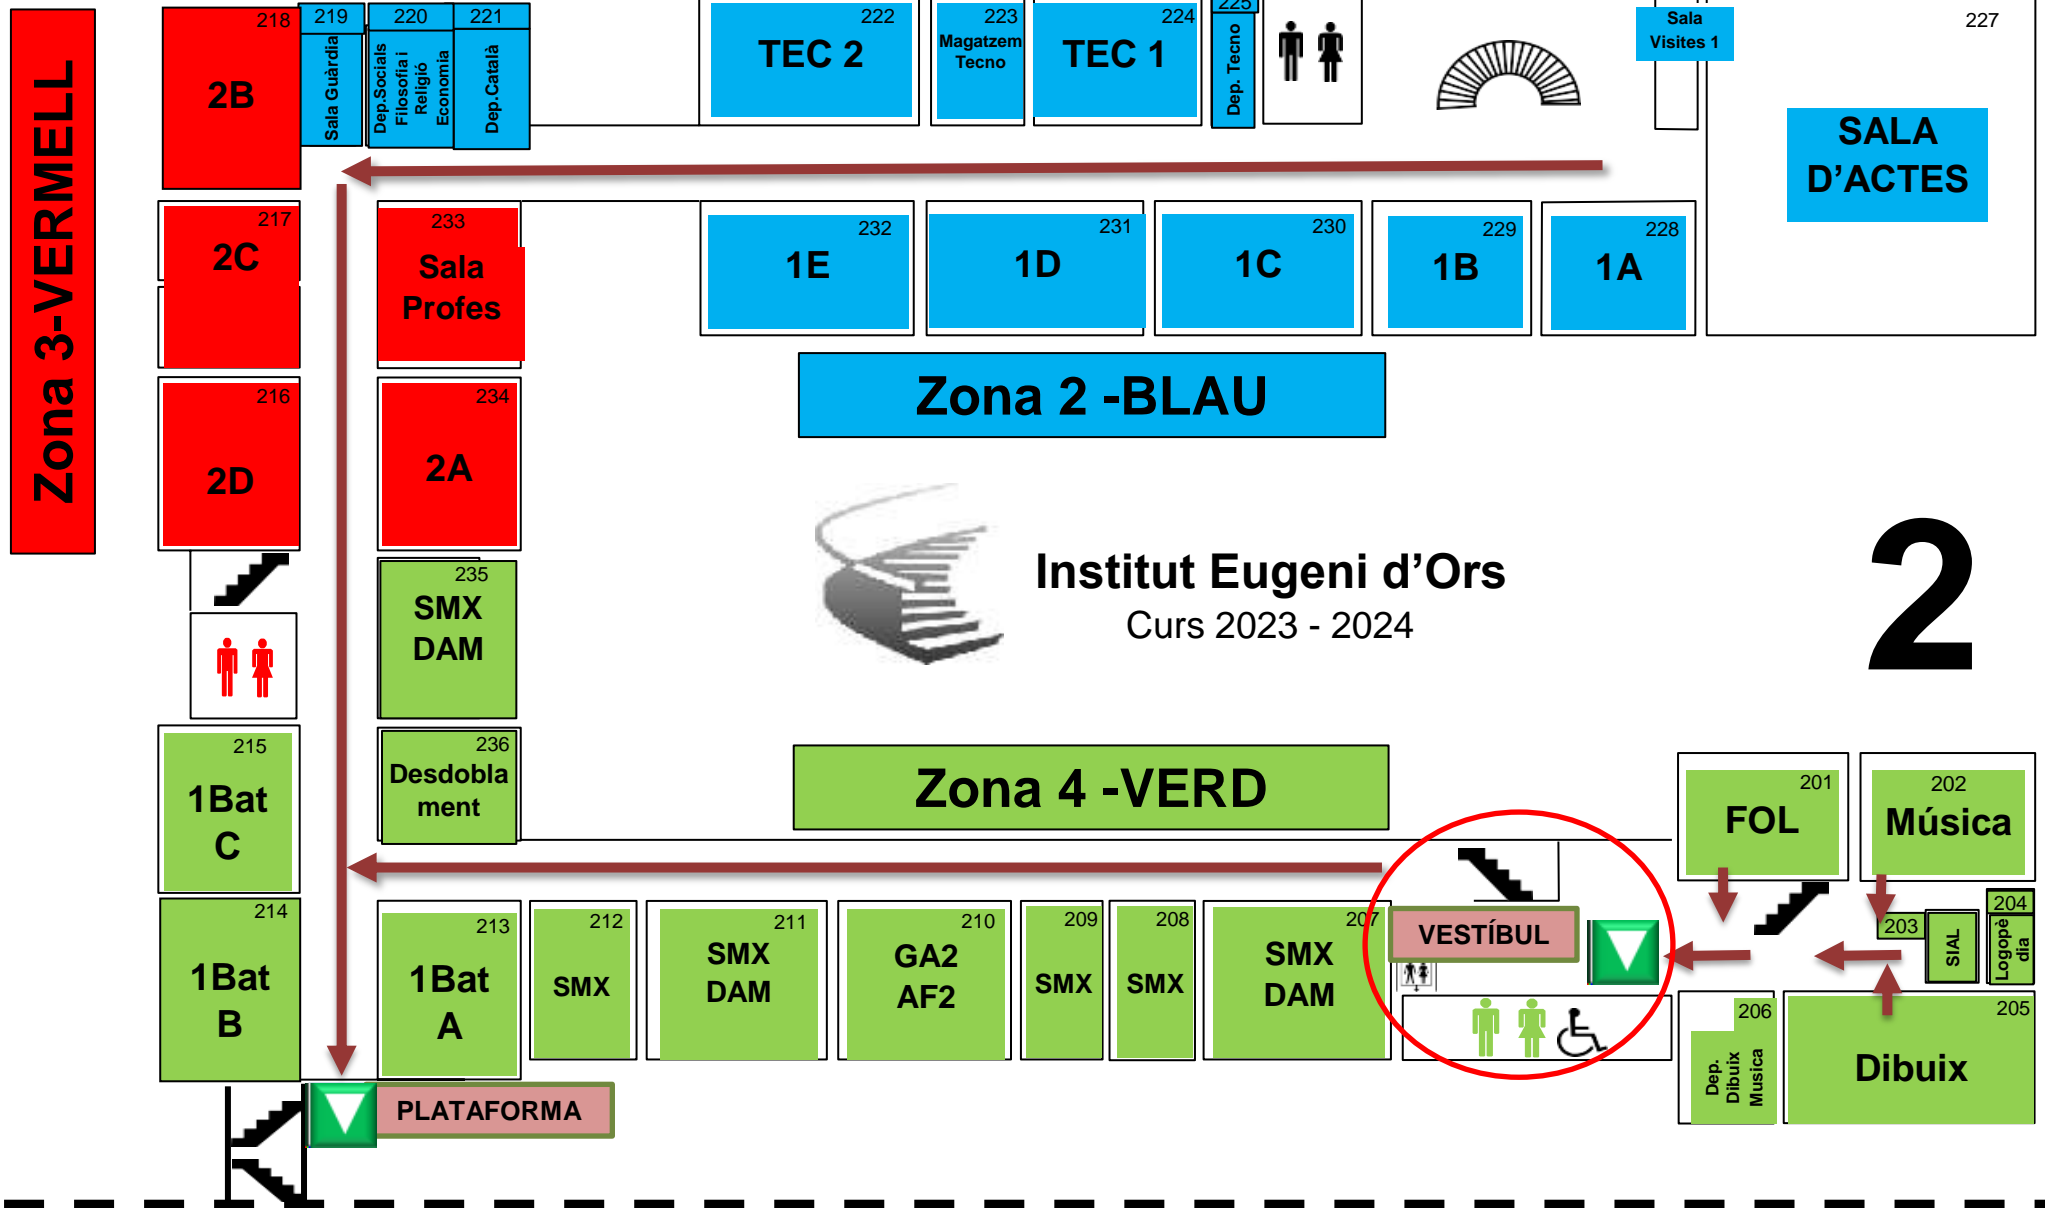 Zona 3-VERMELL
218
2B
219
Sala Guàrdia
220
Dep.Socials
Filosofia i
Religió
Economia
221
Dep.Català
222
TEC 2
223
Magatzem
Tecno
224
TEC 1
225
Dep. Tecno
Sala
Visites 1
227
SALA
D'ACTES
217
2C
233
Sala
Profes
232
1E
231
1D
230
1C
229
1B
228
1A
Zona 2 -BLAU
216
2D
234
2A
Institut Eugeni d'Ors
Curs 2023 - 2024
2
235
SMX
DAM
215
1Bat
C
236
Desdobla
ment
Zona 4 -VERD
201
FOL
202
Música
214
1Bat
B
213
1Bat
A
212
SMX
211
SMX
DAM
210
GA2
AF2
209
SMX
208
SMX
207
SMX
DAM
VESTÍBUL
203
SIAL
204
Logopè
dia
206
Dep.
Dibuix
Musica
205
Dibuix
PLATAFORMA